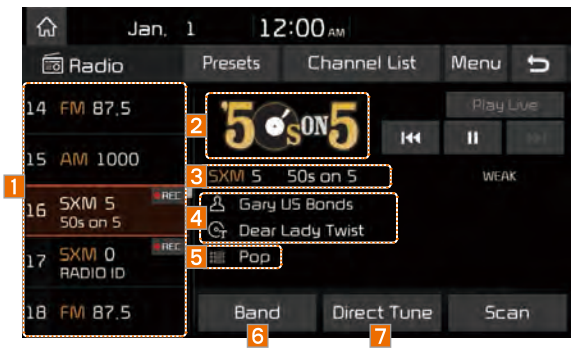 Jan. 1 12:00 AM
Radio Presets Channel List Menu
14 FM 87.5
15 AM 1000
16 SXM 5 REC
50s on 5
17 SXM 0 REC
RADIO ID
18 FM 87.5
1
2
'50's ON 5
Play Live
3
SXM 5 50s on 5
WEAK
4
Gary US Bonds
Dear Lady Twist
5
Pop
Band Direct Tune Scan
6 7